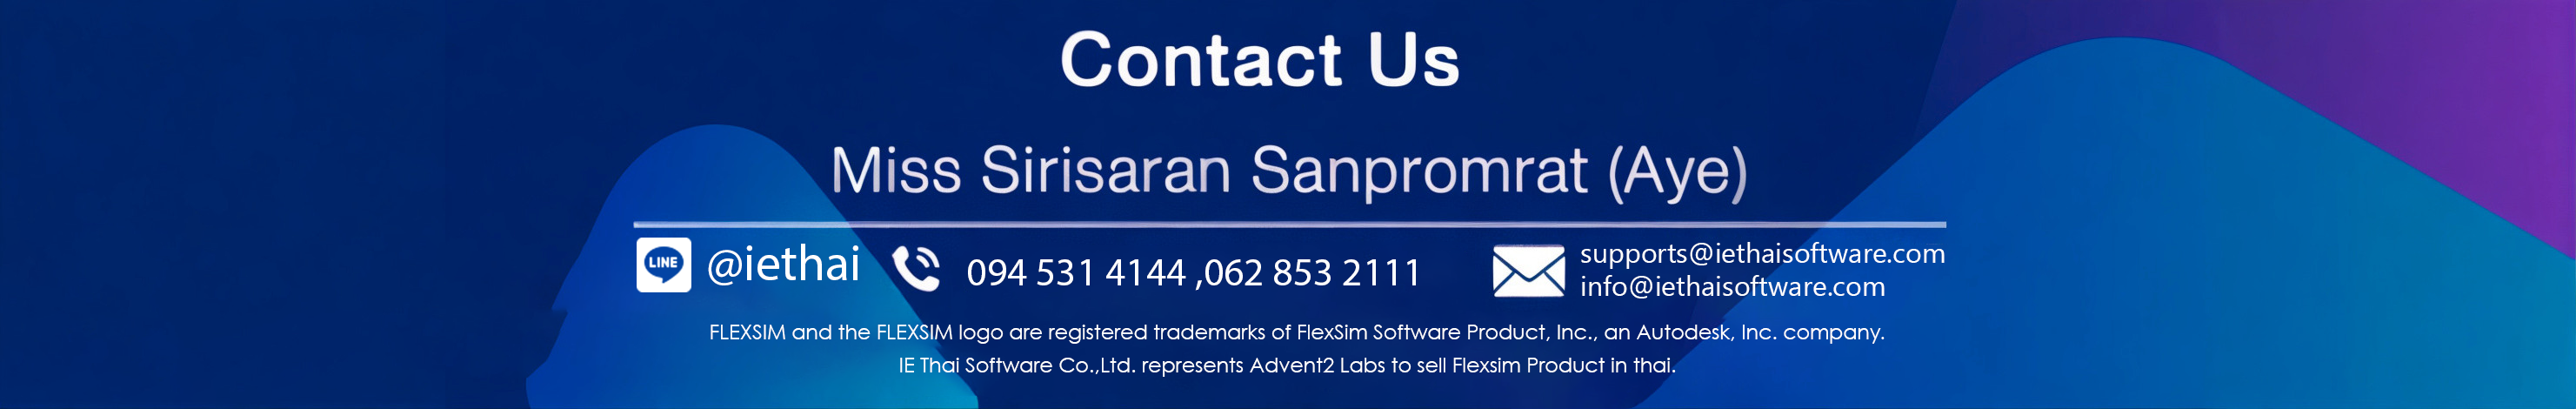 Contact Us
Miss Sirisaran Sanpromrat (Aye)
LINE @iethai 094 531 4144 ,062 853 2111
supports@iethaisoftware.com
info@iethaisoftware.com
FLEXSIM and the FLEXSIM logo are registered trademarks of FlexSim Software Product, Inc., an Autodesk, Inc. company.
IE Thai Software Co.,Ltd. represents Advent2 Labs to sell Flexsim Product in thai.